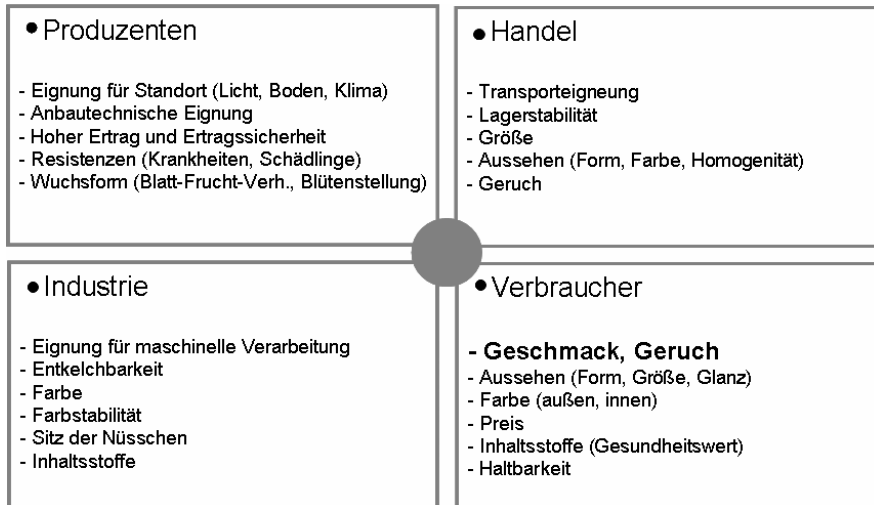 • Produzenten
- Eignung für Standort (Licht, Boden, Klima)
- Anbautechnische Eignung
- Hoher Ertrag und Ertragssicherheit
- Resistenzen (Krankheiten, Schädlinge)
- Wuchsform (Blatt-Frucht-Verh., Blütenstellung)
• Handel
- Transporteigneung
- Lagerstabilität
- Größe
- Aussehen (Form, Farbe, Homogenität)
- Geruch
• Industrie
- Eignung für maschinelle Verarbeitung
- Entkelchbarkeit
- Farbe
- Farbstabilität
- Sitz der Nüsschen
- Inhaltsstoffe
• Verbraucher
- Geschmack, Geruch
- Aussehen (Form, Größe, Glanz)
- Farbe (außen, innen)
- Preis
- Inhaltsstoffe (Gesundheitswert)
- Haltbarkeit